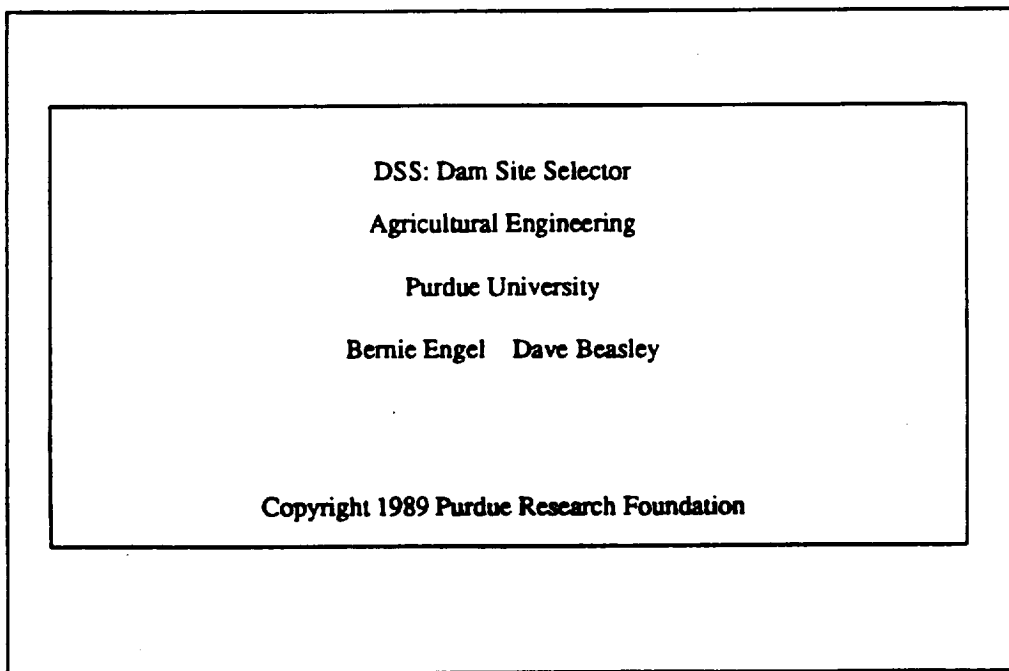 DSS: Dam Site Selector
Agricultural Engineering
Purdue University
Bernie Engel Dave Beasley
Copyright 1989 Purdue Research Foundation